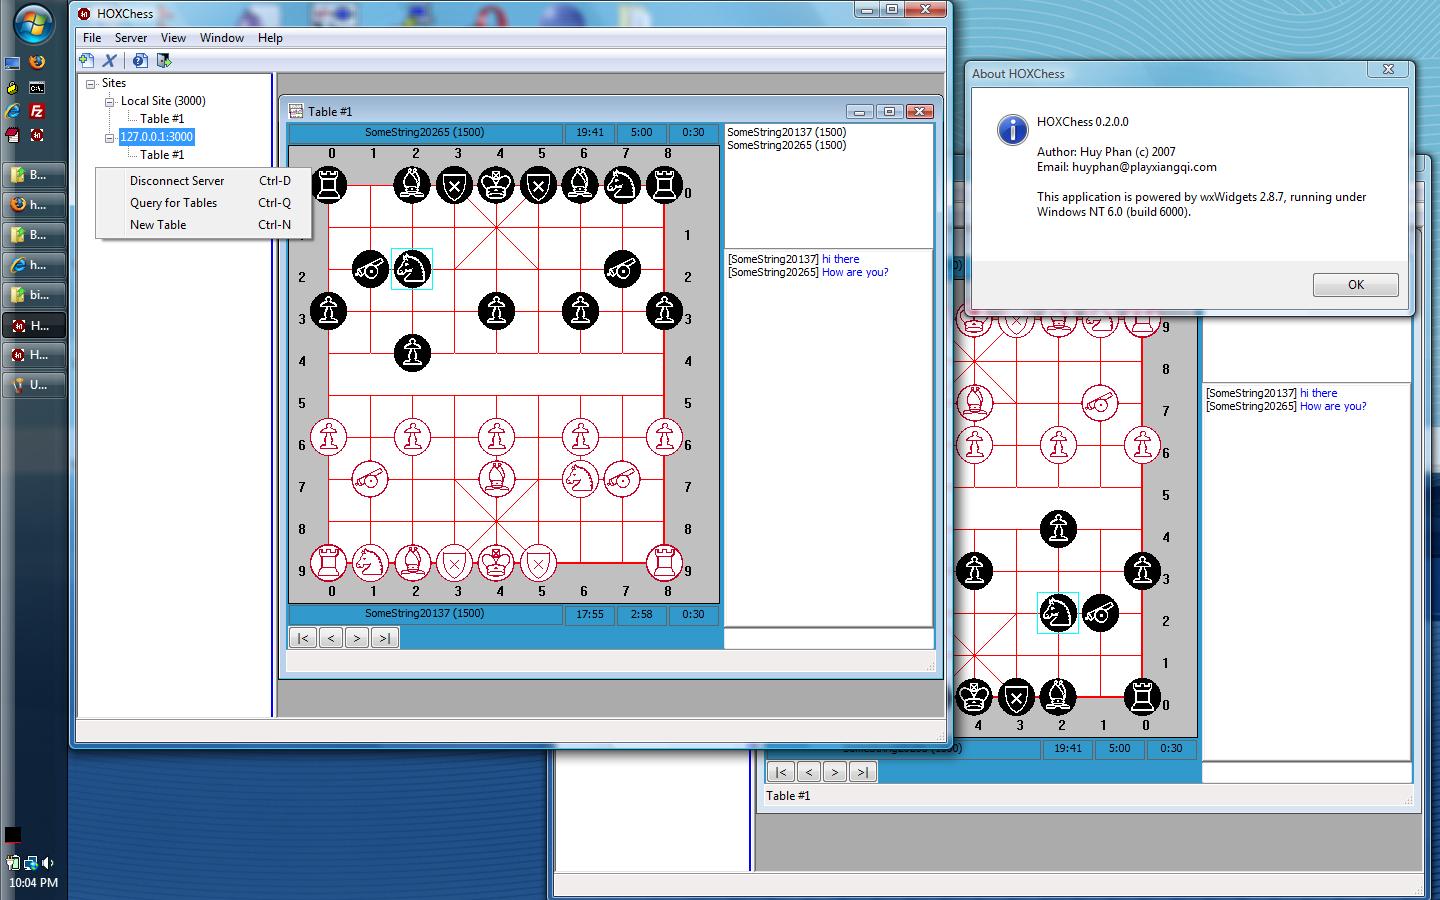 HOXChess
File Server View Window Help
Sites
Local Site (3000)
Table #1
127.0.0.1:3000
Table #1
Disconnect Server Ctrl-D
Query for Tables Ctrl-Q
New Table Ctrl-N
Table #1
SomeString20265 (1500) 19:41 5:00 0:30
0 1 2 3 4 5 6 7 8
0
1
2 2
3 3
4
5 5
6 6
7 7
8 8
9 9
0 1 2 3 4 5 6 7 8
SomeString20137 (1500) 17:55 2:58 0:30
|< < > >|
SomeString20137 (1500)
SomeString20265 (1500)
[SomeString20137] hi there
[SomeString20265] How are you?
About HOXChess
HOXChess 0.2.0.0
Author: Huy Phan (c) 2007
Email: huyphan@playxiangqi.com
This application is powered by wxWidgets 2.8.7, running under
Windows NT 6.0 (build 6000).
OK
9
8
7
6
5
4
3
2
1
0
4 3 2 1 0
19:41 5:00 0:30
|< < > >|
Table #1
[SomeString20137] hi there
[SomeString20265] How are you?
B...
h...
B...
h...
bi...
H...
H...
U...
10:04 PM